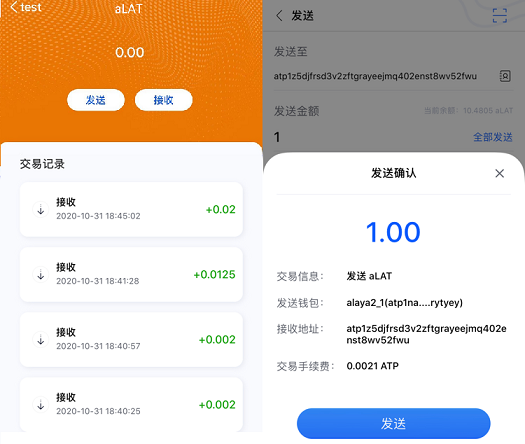 test
aLAT
0.00
发送
接收
交易记录
接收
2020-10-31 18:45:02
+0.02
接收
2020-10-31 18:41:28
+0.0125
接收
2020-10-31 18:40:57
+0.002
接收
2020-10-31 18:40:25
+0.002
发送
发送至
atp1z5djfrsd3v2zftgrayeejmq402enst8wv52fwu
发送金额
当前余额: 10.4805 aLAT
1
全部发送
发送确认
1.00
交易信息: 发送 aLAT
发送钱包: alaya2_1(atp1na....rytyey)
接收地址: atp1z5djfrsd3v2zftgrayeejmq402e
nst8wv52fwu
交易手续费: 0.0021 ATP
发送